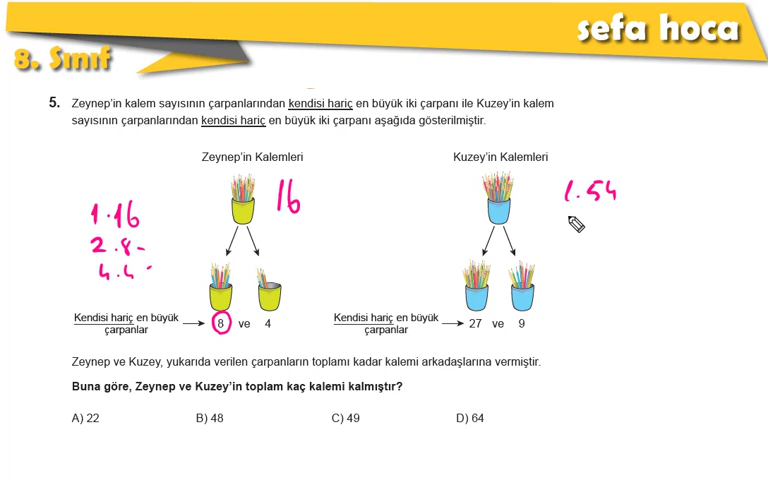 sefa hoca
8. Sınıf
5. Zeynep'in kalem sayısının çarpanlarından kendisi hariç en büyük iki çarpanı ile Kuzey'in kalem
sayısının çarpanlarından kendisi hariç en büyük iki çarpanı aşağıda gösterilmiştir.
Zeynep'in Kalemleri
Kuzey'in Kalemleri
16
1.54
1.16
2.8
4.4
Kendisi hariç en büyük
çarpanlar
8 ve 4
Kendisi hariç en büyük
çarpanlar
27 ve 9
Zeynep ve Kuzey, yukarıda verilen çarpanların toplamı kadar kalemi arkadaşlarına vermiştir.
Buna göre, Zeynep ve Kuzey'in toplam kaç kalemi kalmıştır?
A) 22 B) 48 C) 49 D) 64